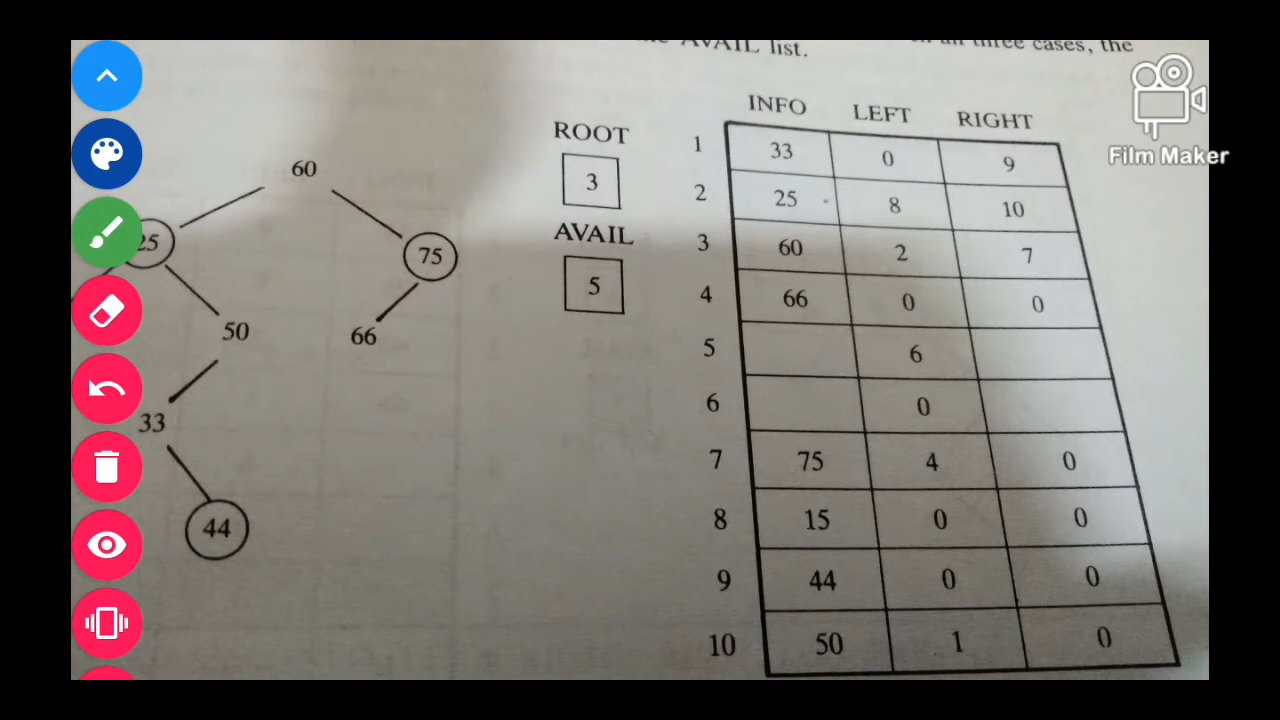 AVAIL list.
three cases, the
Film Maker
60
25
75
50
66
33
44
ROOT
3
AVAIL
5
INFO LEFT RIGHT
1 33 0 9
2 25 8 10
3 60 2 7
4 66 0 0
5 6
6 0
7 75 4 0
8 15 0 0
9 44 0 0
10 50 1 0